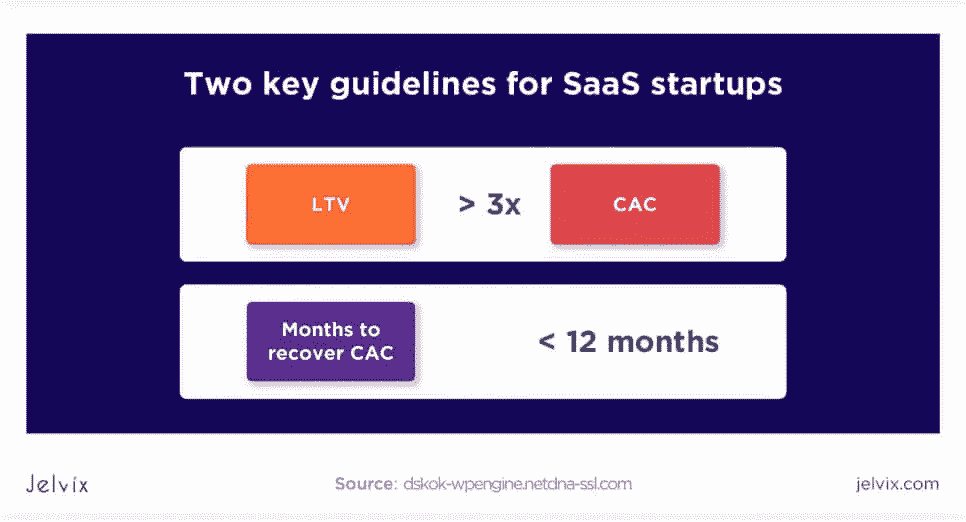 Two key guidelines for SaaS startups
LTV > 3x CAC
Months to
recover CAC
< 12 months
Jelvix Source: dskok-wpengine.netdna-ssl.com jelvix.com